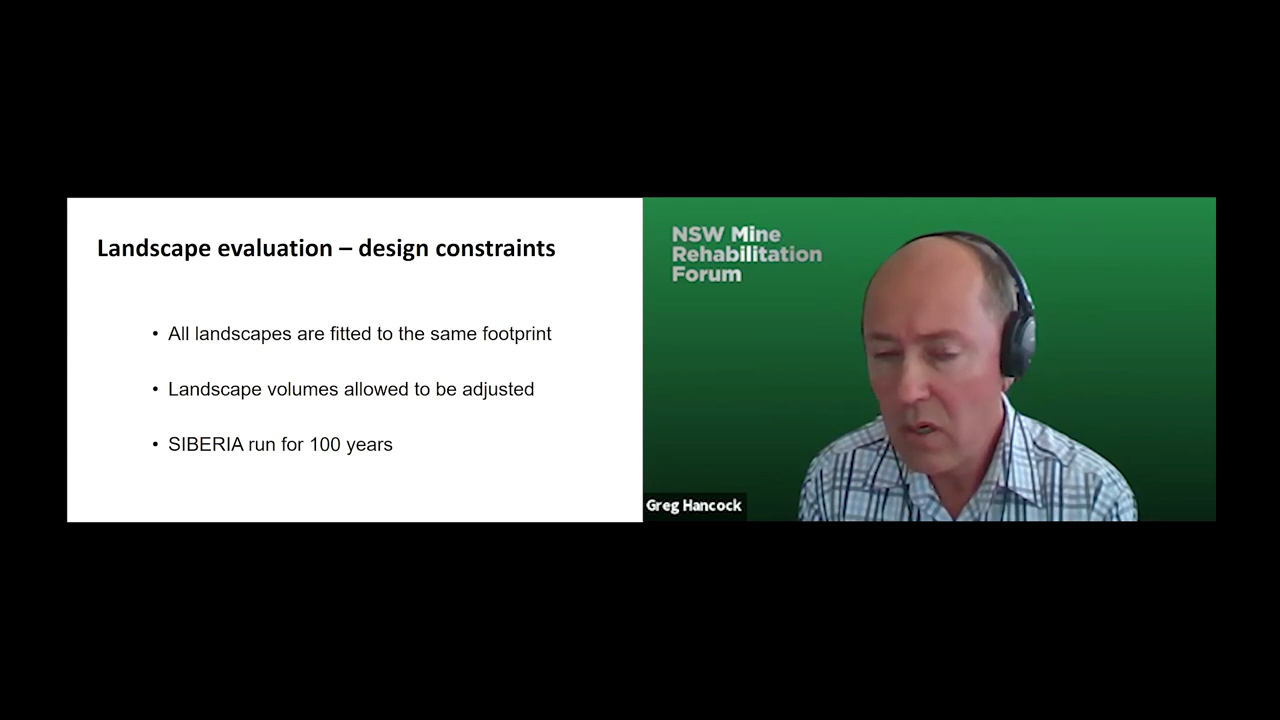 Landscape evaluation – design constraints
• All landscapes are fitted to the same footprint
• Landscape volumes allowed to be adjusted
• SIBERIA run for 100 years
NSW Mine
Rehabilitation
Forum
Greg Hancock